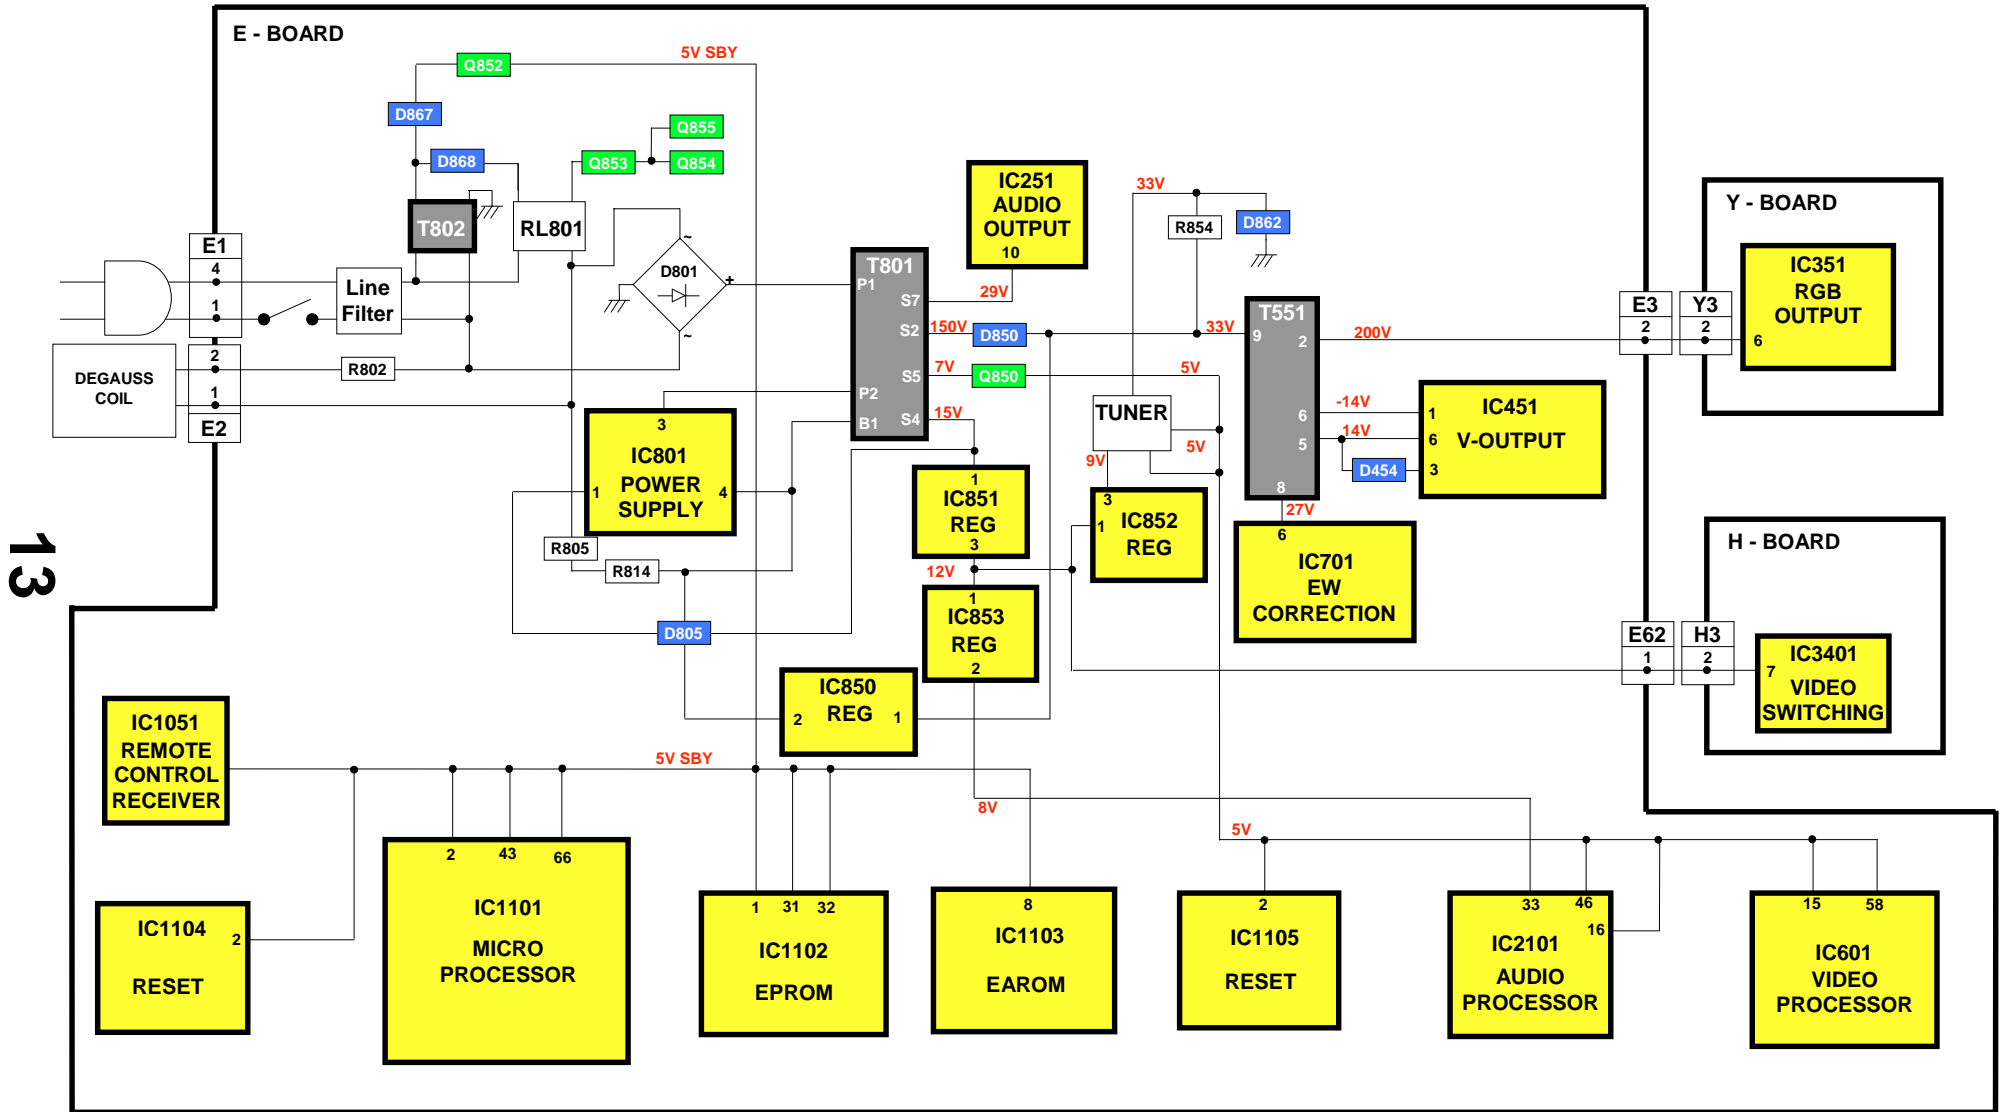 E - BOARD
5V SBY
Q852
D867
D868
Q855
Q853
Q854
T802
RL801
E1
4
1
Line
Filter
D801
~
+
~
DEGAUSS
COIL
2
1
E2
R802
IC251
AUDIO
OUTPUT
10
29V
T801
P1
S7
S2
S5
P2
B1
S4
150V
D850
7V
Q850
5V
15V
33V
R854
D862
33V
T551
9
2
6
5
8
200V
-14V
14V
D454
27V
TUNER
5V
9V
E3
2
Y3
2
Y - BOARD
IC351
RGB
OUTPUT
6
1
6
3
IC451
V-OUTPUT
3
IC801
POWER
SUPPLY
1
4
R805
R814
D805
1
IC851
REG
3
12V
1
IC853
REG
2
3
1
IC852
REG
6
IC701
EW
CORRECTION
H - BOARD
E62
1
H3
2
7
IC3401
VIDEO
SWITCHING
13
IC850
REG
2
1
IC1051
REMOTE
CONTROL
RECEIVER
5V SBY
8V
5V
IC1104
2
RESET
2
43
66
IC1101
MICRO
PROCESSOR
1
31
32
IC1102
EPROM
8
IC1103
EAROM
2
IC1105
RESET
33
46
16
IC2101
AUDIO
PROCESSOR
15
58
IC601
VIDEO
PROCESSOR